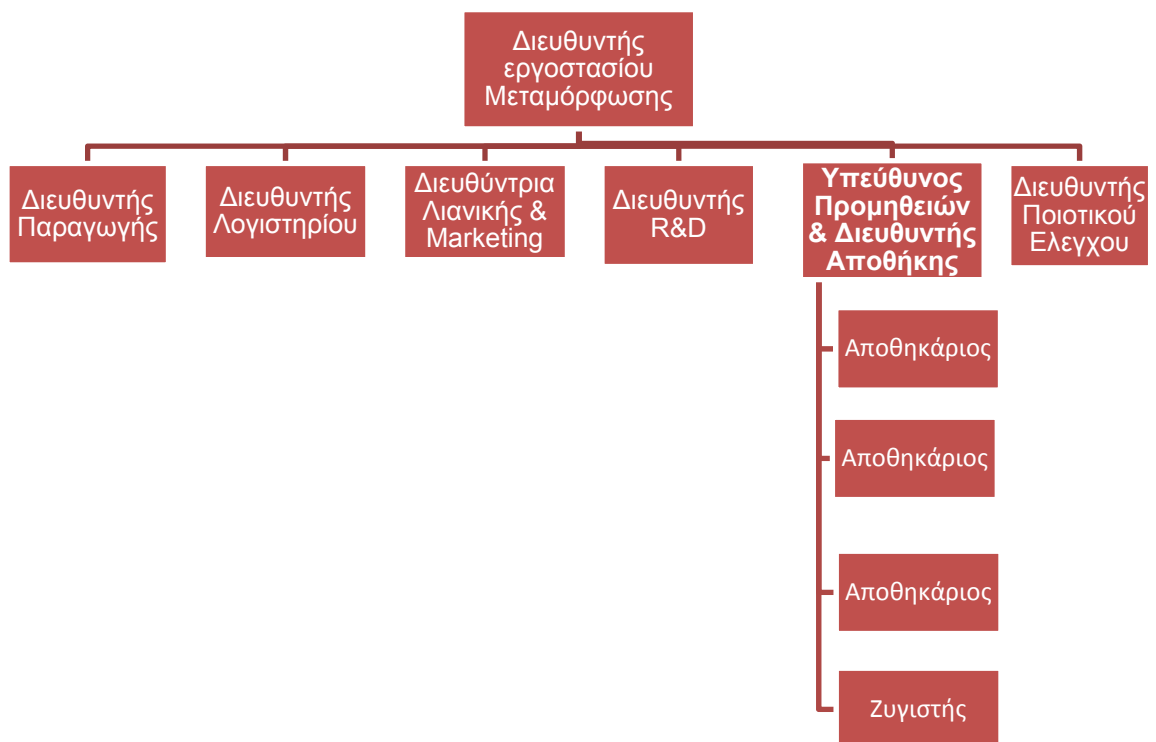 Διευθυντής
εργοστασίου
Μεταμόρφωσης
Διευθυντής
Παραγωγής
Διευθυντής
Λογιστηρίου
Διευθύντρια
Λιανικής &
Marketing
Διευθυντής
R&D
Υπεύθυνος
Προμηθειών
& Διευθυντής
Αποθήκης
Διευθυντής
Ποιοτικού
Ελεγχου
Αποθηκάριος
Αποθηκάριος
Αποθηκάριος
Ζυγιστής